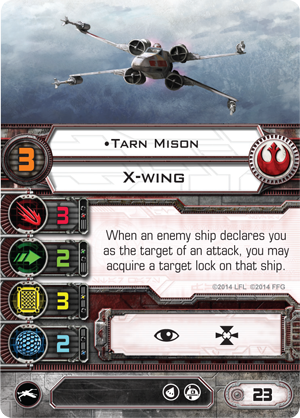 •Tarn Mison
3
X-wing
3
When an enemy ship declares you
as the target of an attack, you may
acquire a target lock on that ship.
2
©2014 LFL ©2014 FFG
3
2
23